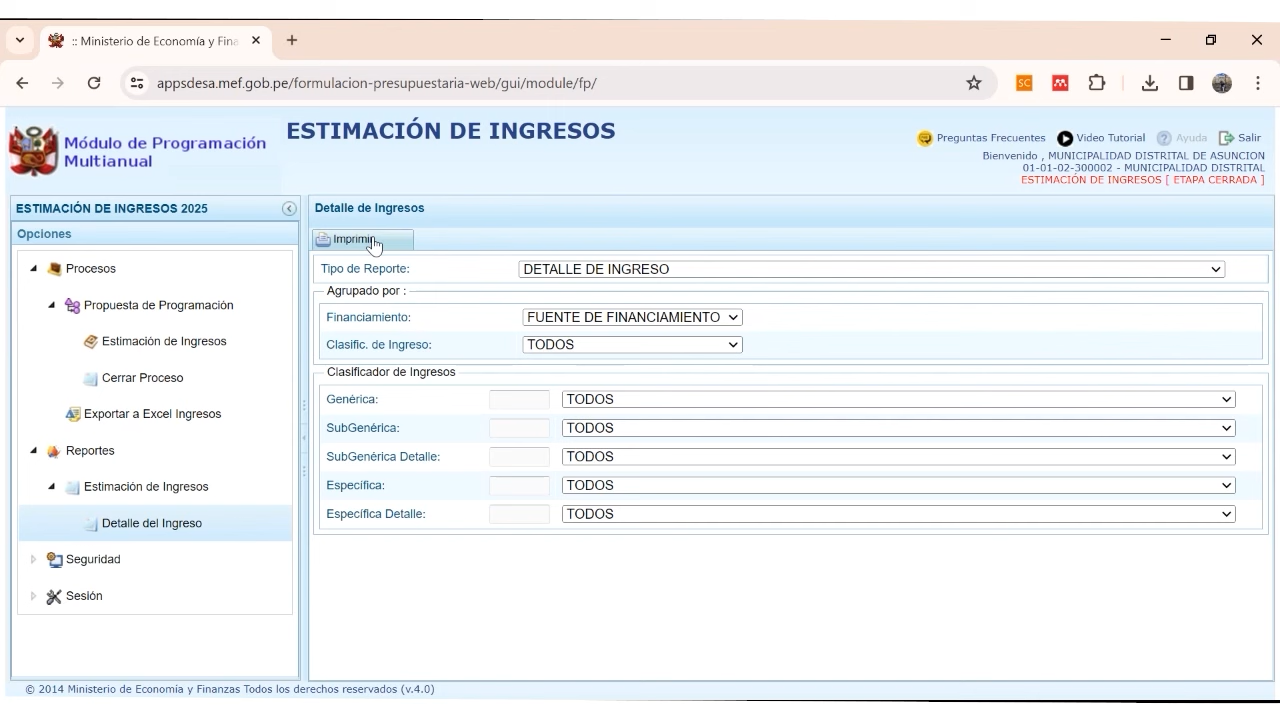 :: Ministerio de Economía y Fina
appsdesa.mef.gob.pe/formulacion-presupuestaria-web/gui/module/fp/
SC
Módulo de Programación
Multianual
ESTIMACIÓN DE INGRESOS
Preguntas Frecuentes
Video Tutorial
Ayuda
Salir
Bienvenido , MUNICIPALIDAD DISTRITAL DE ASUNCION
01-01-02-300002 - MUNICIPALIDAD DISTRITAL
ESTIMACIÓN DE INGRESOS [ ETAPA CERRADA ]
ESTIMACIÓN DE INGRESOS 2025
Opciones
Procesos
Propuesta de Programación
Estimación de Ingresos
Cerrar Proceso
Exportar a Excel Ingresos
Reportes
Estimación de Ingresos
Detalle del Ingreso
Seguridad
Sesión
Detalle de Ingresos
Imprimir
Tipo de Reporte: DETALLE DE INGRESO
Agrupado por :
Financiamiento: FUENTE DE FINANCIAMIENTO
Clasific. de Ingreso: TODOS
Clasificador de Ingresos
Genérica: TODOS
SubGenérica: TODOS
SubGenérica Detalle: TODOS
Específica: TODOS
Específica Detalle: TODOS
© 2014 Ministerio de Economia y Finanzas Todos los derechos reservados (v.4.0)